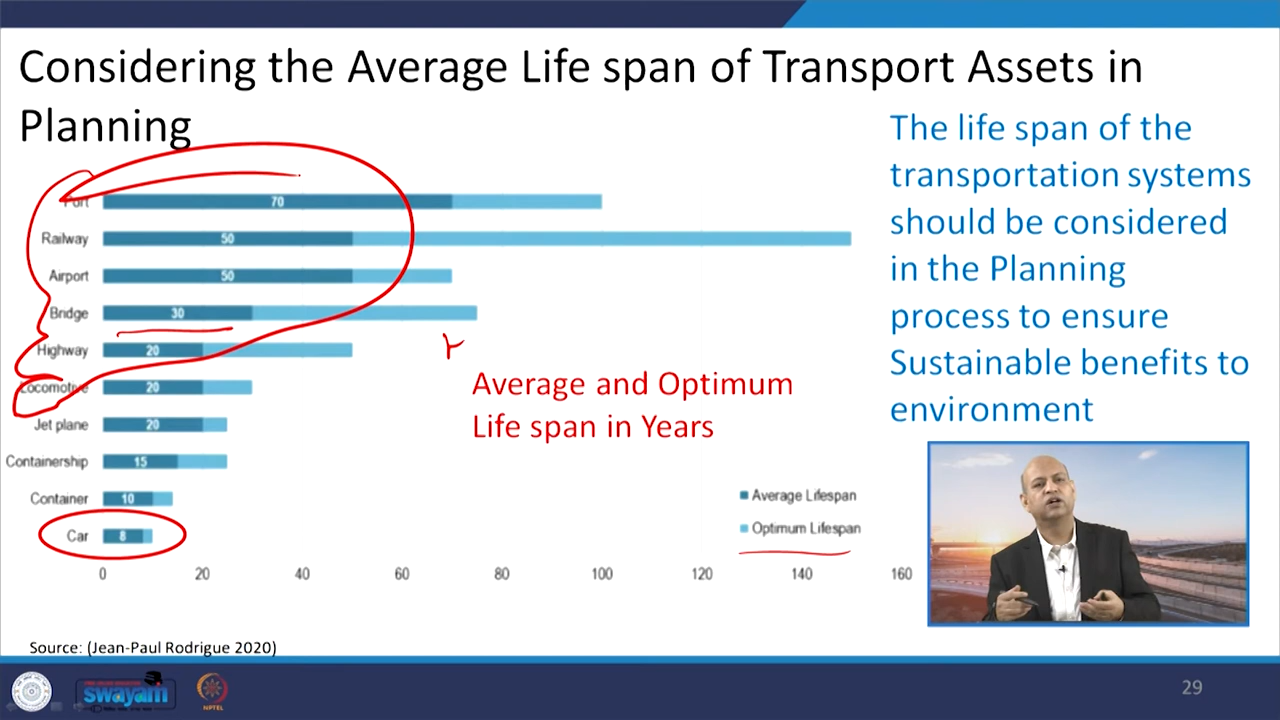 Considering the Average Life span of Transport Assets in
Planning
The life span of the
transportation systems
should be considered
in the Planning
process to ensure
Sustainable benefits to
environment
Port 70
Railway 50
Airport 50
Bridge 30
Highway 20
Locomotive 20
Jet plane 20
Containership 15
Container 10
Car 8
Average and Optimum
Life span in Years
Average Lifespan
Optimum Lifespan
0 20 40 60 80 100 120 140 160
Source: (Jean-Paul Rodrigue 2020)
swayam
NPTEL
29